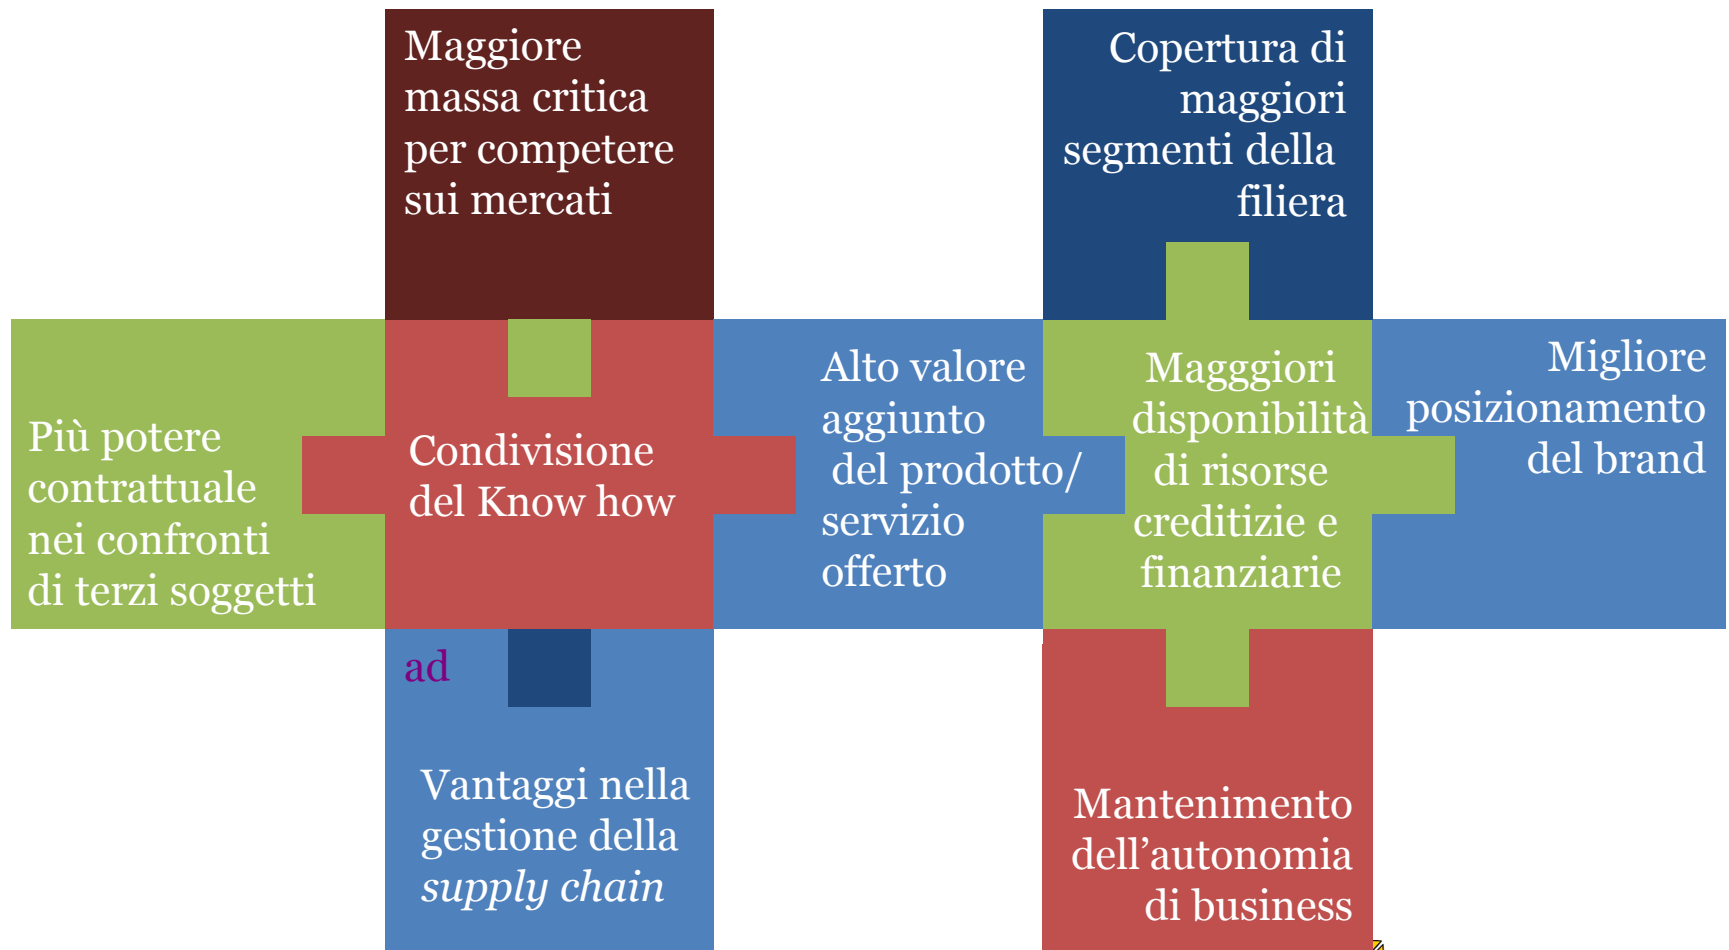 Maggiore
massa critica
per competere
sui mercati
Copertura di
maggiori
segmenti della
filiera
Più potere
contrattuale
nei confronti
di terzi soggetti
Condivisione
del Know how
Alto valore
aggiunto
del prodotto/
servizio
offerto
Magggiori
disponibilità
di risorse
creditizie e
finanziarie
Migliore
posizionamento
del brand
ad
Vantaggi nella
gestione della
supply chain
Mantenimento
dell’autonomia
di business